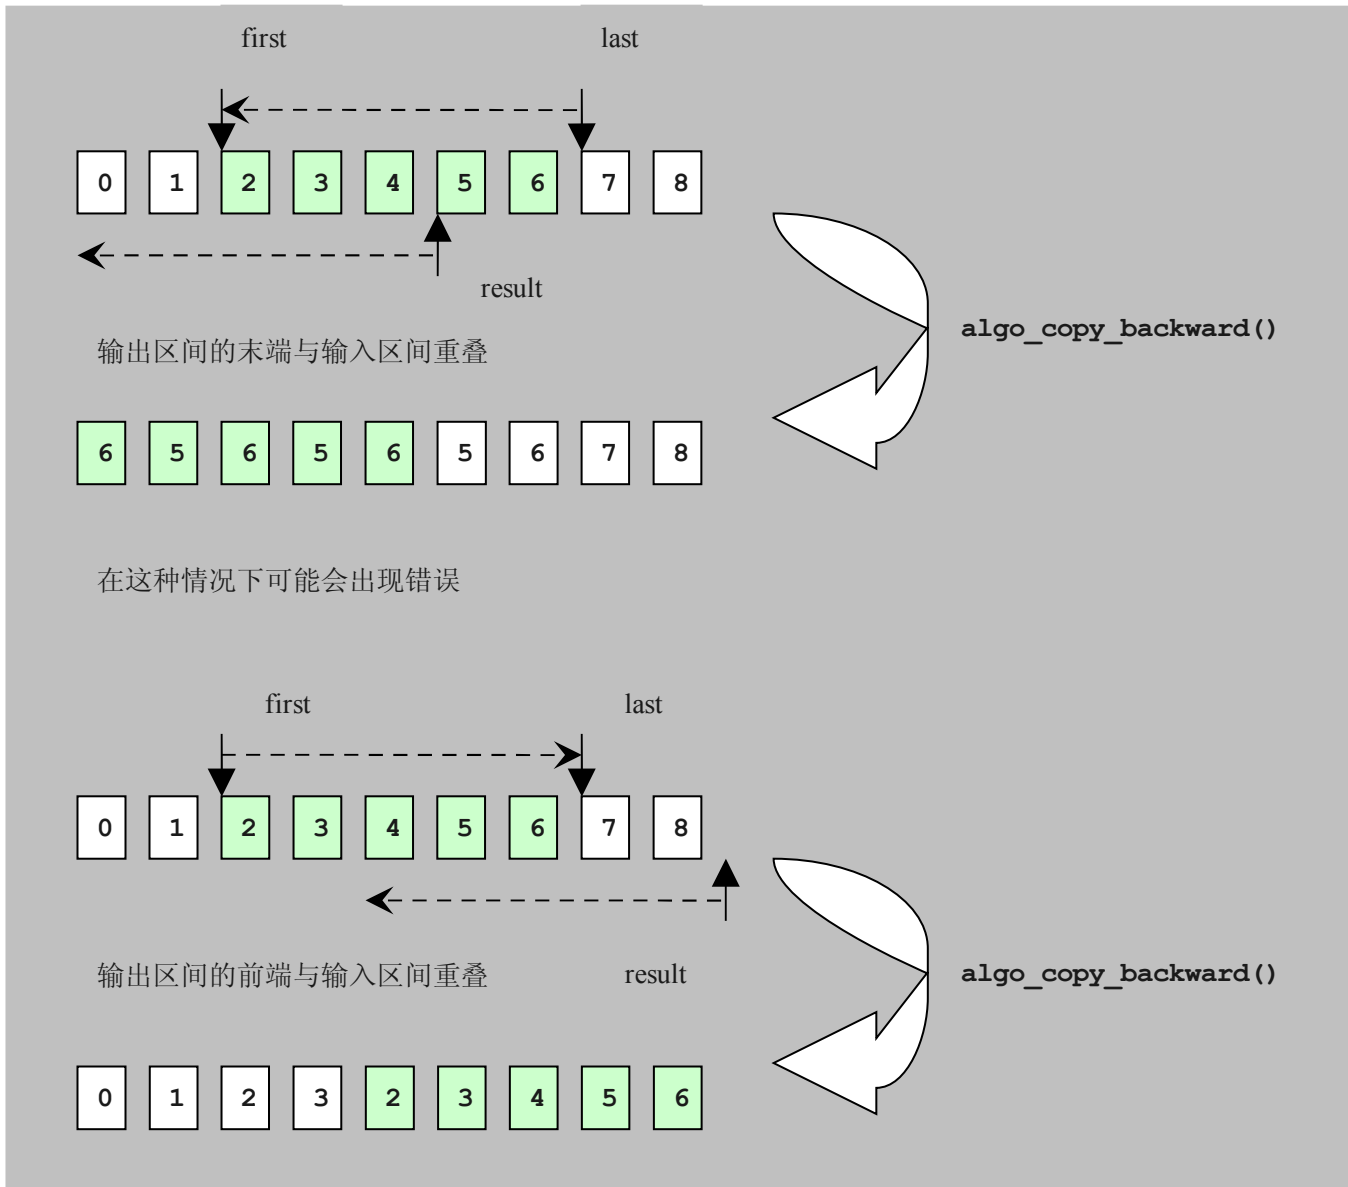 first last
0 1 2 3 4 5 6 7 8
result
algo_copy_backward()
输出区间的末端与输入区间重叠
6 5 6 5 6 5 6 7 8
在这种情况下可能会出现错误
first last
0 1 2 3 4 5 6 7 8
输出区间的前端与输入区间重叠 result
algo_copy_backward()
0 1 2 3 2 3 4 5 6